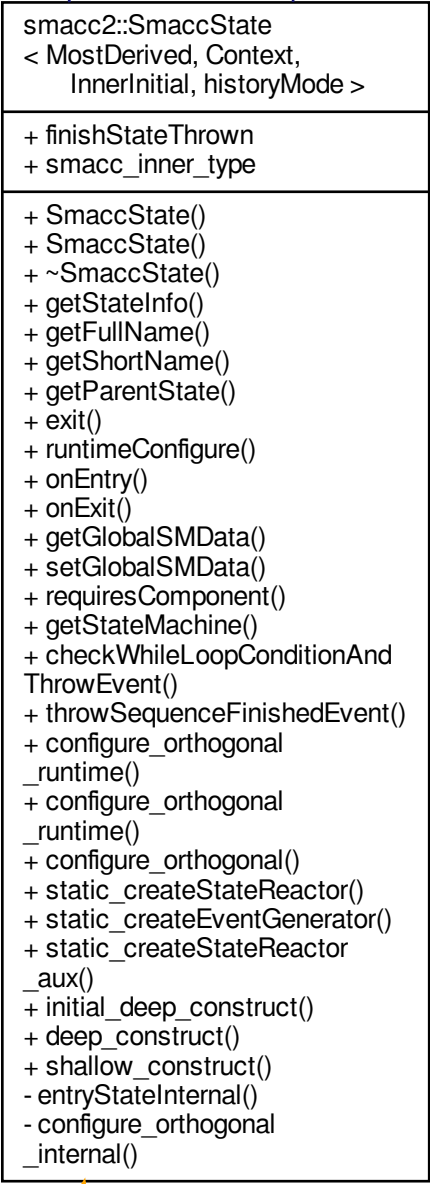 smacc2::SmaccState
< MostDerived, Context,
InnerInitial, historyMode >
+ finishStateThrown
+ smacc_inner_type
+ SmaccState()
+ SmaccState()
+ ~SmaccState()
+ getStateInfo()
+ getFullName()
+ getShortName()
+ getParentState()
+ exit()
+ runtimeConfigure()
+ onEntry()
+ onExit()
+ getGlobalSMData()
+ setGlobalSMData()
+ requiresComponent()
+ getStateMachine()
+ checkWhileLoopConditionAnd
ThrowEvent()
+ throwSequenceFinishedEvent()
+ configure_orthogonal
_runtime()
+ configure_orthogonal
_runtime()
+ configure_orthogonal()
+ static_createStateReactor()
+ static_createEventGenerator()
+ static_createStateReactor
_aux()
+ initial_deep_construct()
+ deep_construct()
+ shallow_construct()
- entryStateInternal()
- configure_orthogonal
_internal()